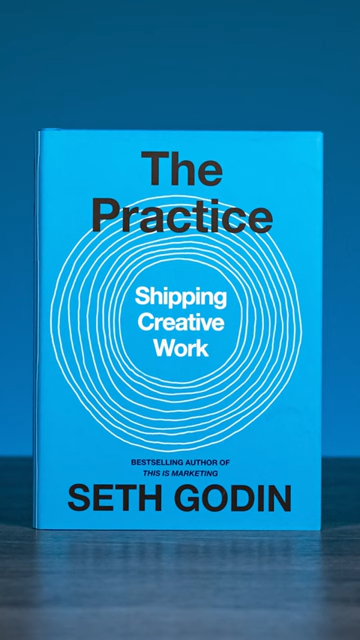 The
Practice
Shipping
Creative
Work
BESTSELLING AUTHOR OF
THIS IS MARKETING
SETH GODIN